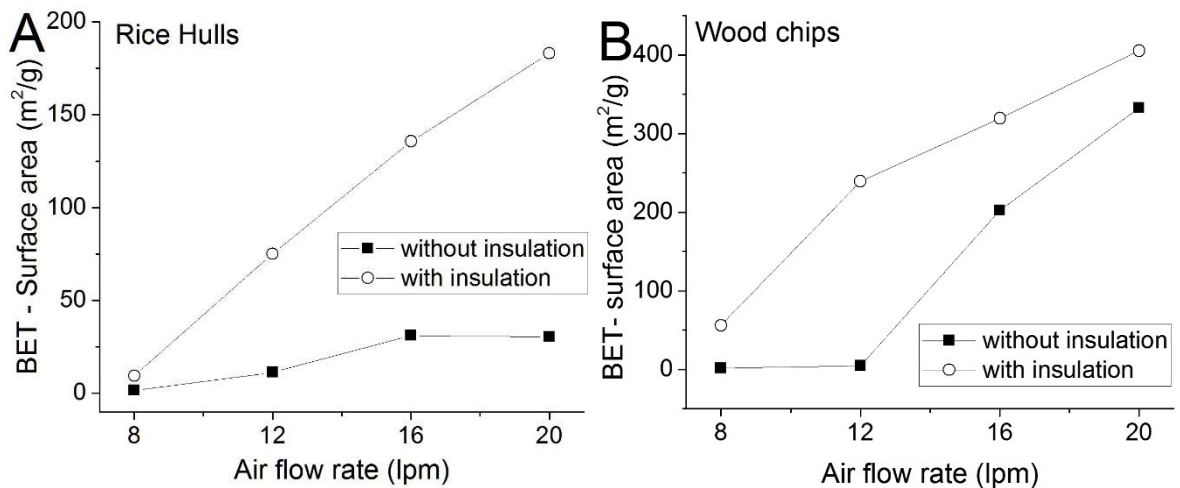 A
Rice Hulls
200
150
100
50
0
BET - Surface area (m²/g)
without insulation
with insulation
8 12 16 20
Air flow rate (lpm)
B
Wood chips
400
300
200
100
0
BET- surface area (m²/g)
without insulation
with insulation
8 12 16 20
Air flow rate (lpm)